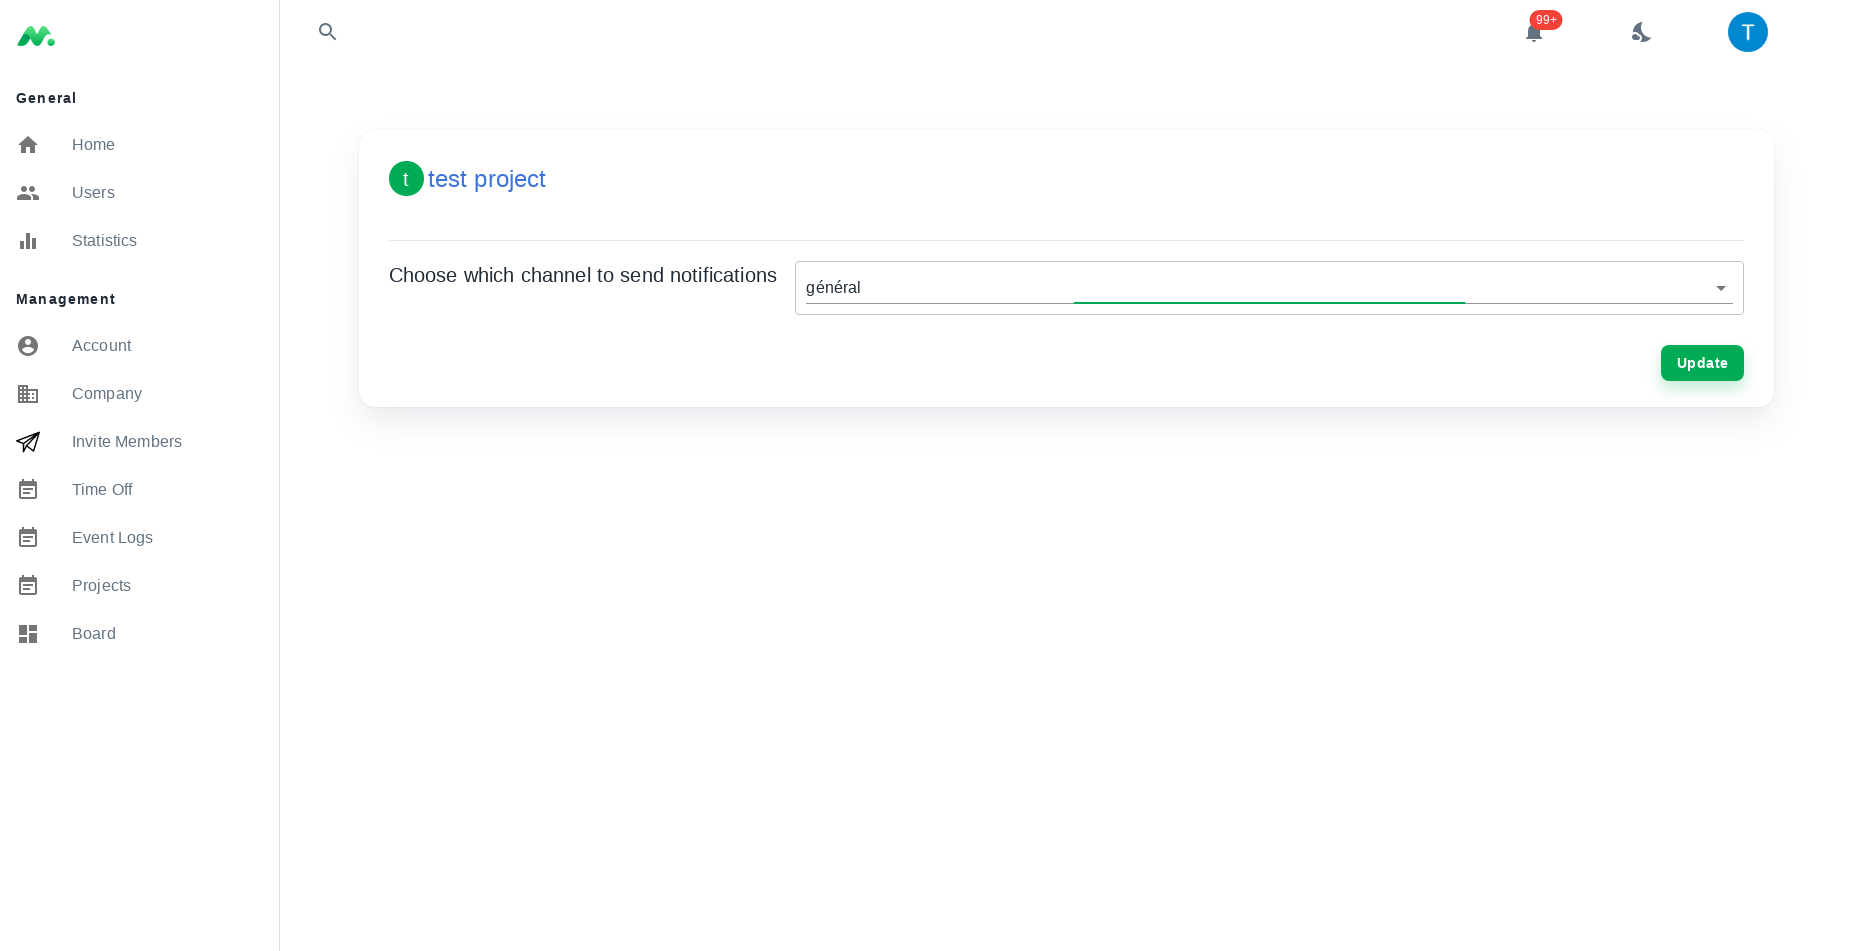 99+
T
General
Home
Users
Statistics
Management
Account
Company
Invite Members
Time Off
Event Logs
Projects
Board
t test project
Choose which channel to send notifications
général
Update